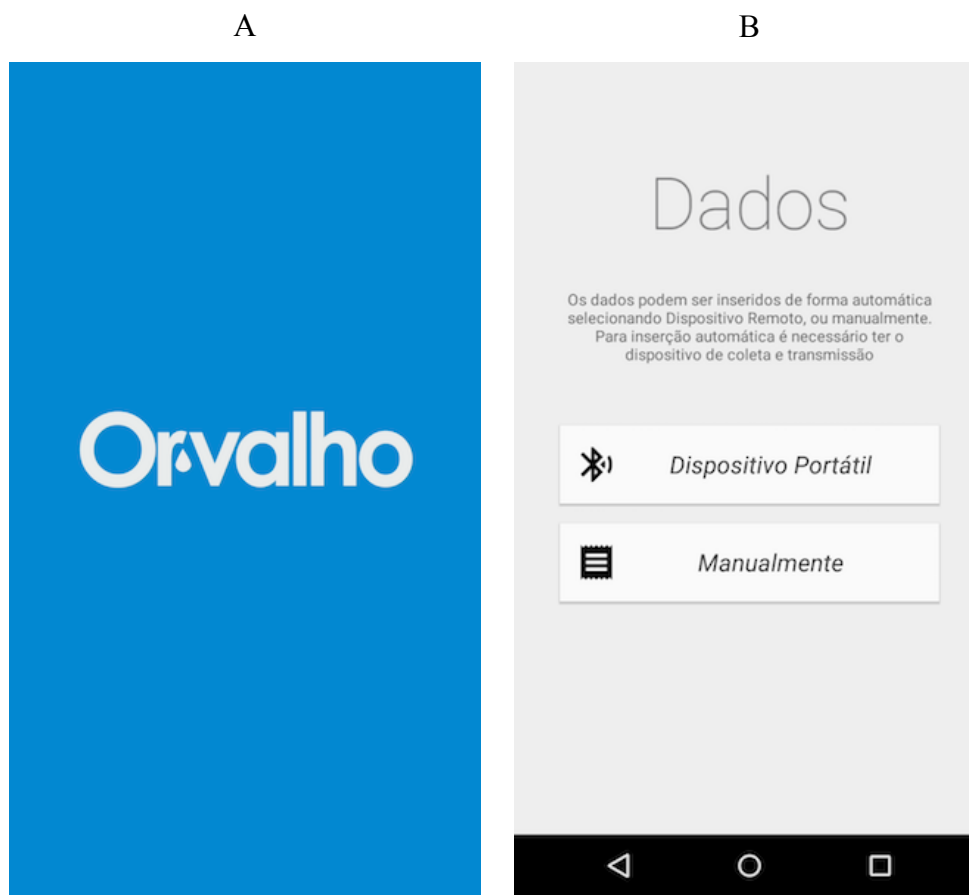 A
B
Orvalho
Dados
Os dados podem ser inseridos de forma automática
selecionando Dispositivo Remoto, ou manualmente.
Para inserção automática é necessário ter o
dispositivo de coleta e transmissão
Dispositivo Portátil
Manualmente